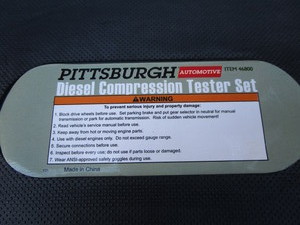 PITTSBURGH AUTOMOTIVE ITEM 46800
Diesel Compression Tester Set
WARNING
To prevent serious injury and property damage:
1. Block drive wheels before use. Set parking brake and put gear selector in neutral for manual
transmission or park for automatic transmission. Risk of sudden vehicle movement!
2. Read vehicle's service manual before use.
3. Keep away from hot or moving engine parts.
4. Use with diesel engines only. Do not exceed gauge range.
5. Secure connections before use.
6. Inspect before every use; do not use if parts loose or damaged.
7. Wear ANSI-approved safety goggles during use.
Made in China